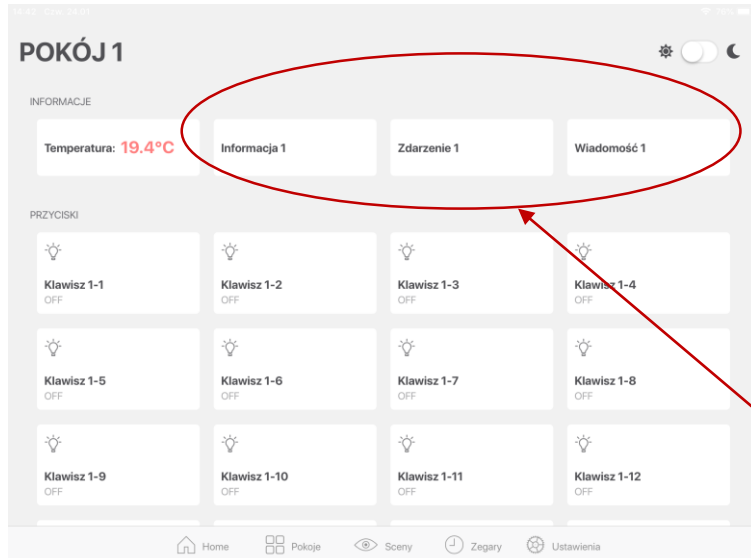 POKÓJ 1
INFORMACJE
Temperatura: 19.4°C Informacja 1 Zdarzenie 1 Wiadomość 1
PRZYCISKI
Klawisz 1-1 Klawisz 1-2 Klawisz 1-3 Klawisz 1-4
OFF OFF OFF OFF
Klawisz 1-5 Klawisz 1-6 Klawisz 1-7 Klawisz 1-8
OFF OFF OFF OFF
Klawisz 1-9 Klawisz 1-10 Klawisz 1-11 Klawisz 1-12
OFF OFF OFF OFF
Home Pokoje Sceny Zegary Ustawienia